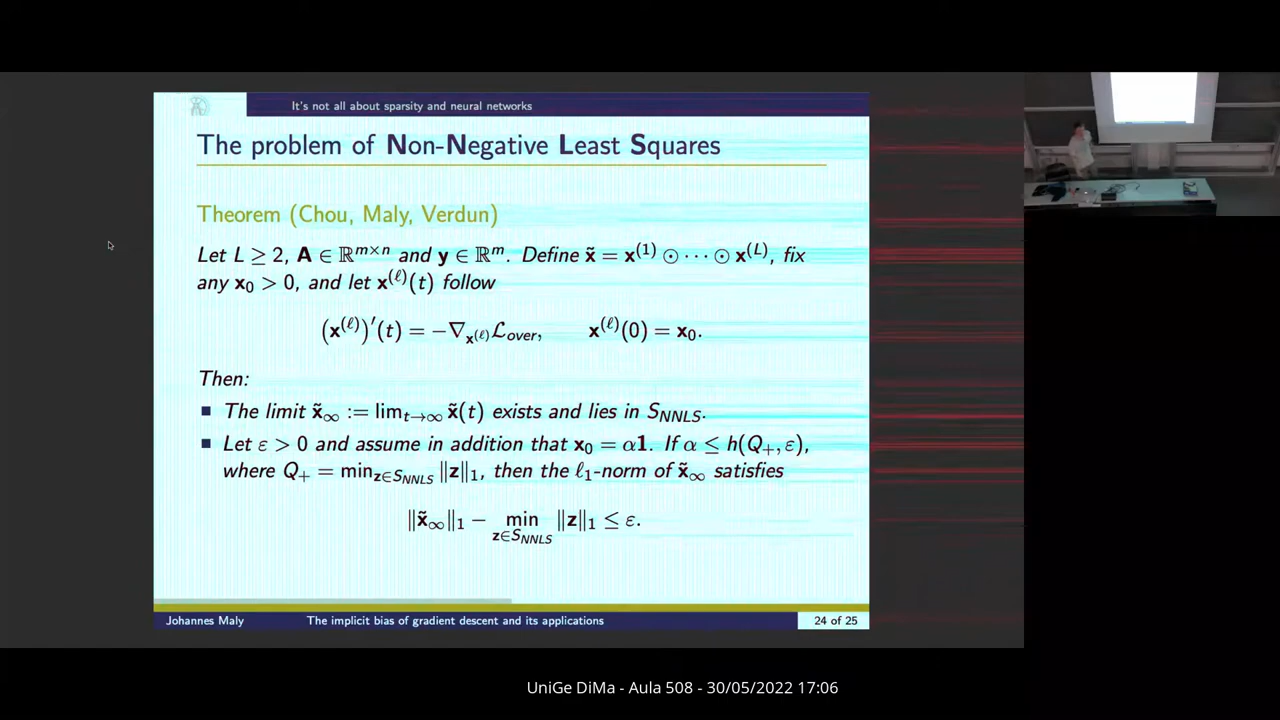 It's not all about sparsity and neural networks
The problem of Non-Negative Least Squares
Theorem (Chou, Maly, Verdun)
Let L ≥ 2, A ∈ ℝ^{m×n} and y ∈ ℝ^m. Define x̃ = x^{(1)} ⊙ ⋯ ⊙ x^{(L)}, fix
any x₀ > 0, and let x^{(ℓ)}(t) follow
(x^{(ℓ)})′(t) = −∇_{x^{(ℓ)}} ℒ_{over}, x^{(ℓ)}(0) = x₀.
Then:
■ The limit x̃_∞ := lim_{t→∞} x̃(t) exists and lies in S_{NNLS}.
■ Let ε > 0 and assume in addition that x₀ = α1. If α ≤ h(Q₊, ε),
where Q₊ = min_{z∈S_{NNLS}} ‖z‖₁, then the ℓ₁-norm of x̃_∞ satisfies
‖x̃_∞‖₁ − min_{z∈S_{NNLS}} ‖z‖₁ ≤ ε.
Johannes Maly The implicit bias of gradient descent and its applications 24 of 25
UniGe DiMa - Aula 508 - 30/05/2022 17:06